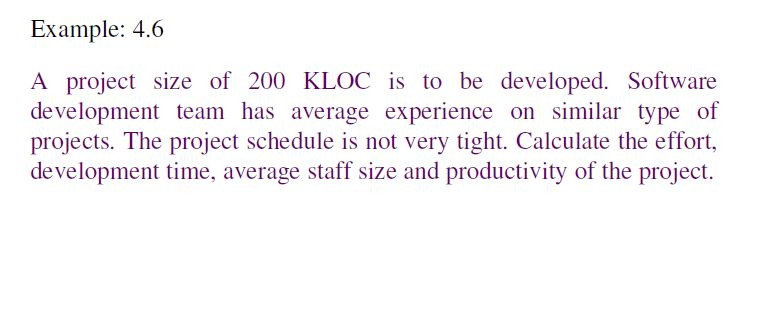 Example: 4.6
A project size of 200 KLOC is to be developed. Software
development team has average experience on similar type of
projects. The project schedule is not very tight. Calculate the effort,
development time, average staff size and productivity of the project.